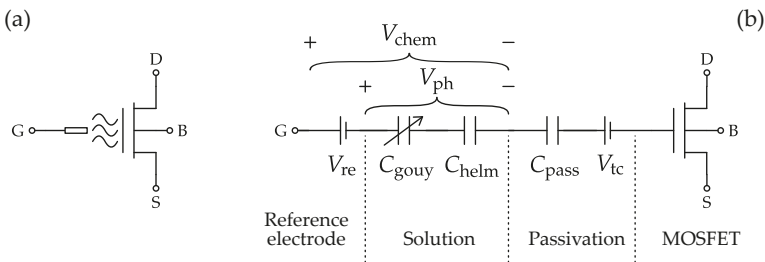 (a)
D
G
B
S
(b)
+ V_chem −
+ V_ph −
D
G
B
V_re C_gouy C_helm C_pass V_tc
S
Reference
electrode
Solution
Passivation
MOSFET